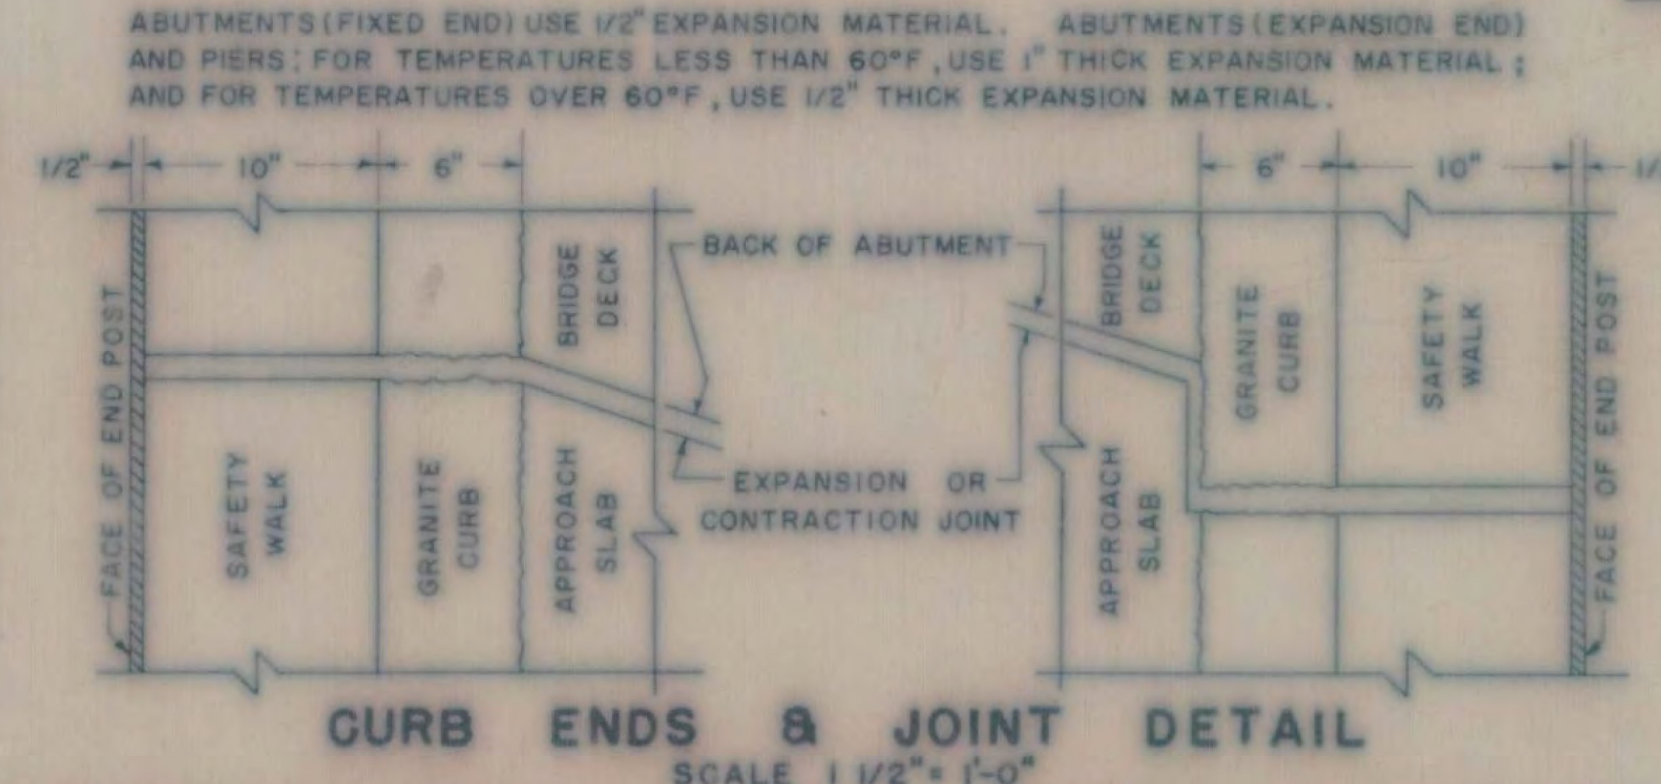 ABUTMENTS (FIXED END) USE 1/2" EXPANSION MATERIAL. ABUTMENTS (EXPANSION END)
AND PIERS: FOR TEMPERATURES LESS THAN 60°F, USE 1" THICK EXPANSION MATERIAL;
AND FOR TEMPERATURES OVER 60°F, USE 1/2" THICK EXPANSION MATERIAL.
1/2" 10" 6" 6" 10"
BACK OF ABUTMENT
BRIDGE
DECK
BRIDGE
DECK
FACE OF END POST
SAFETY
WALK
GRANITE
CURB
APPROACH
SLAB
EXPANSION OR
CONTRACTION JOINT
APPROACH
SLAB
GRANITE
CURB
SAFETY
WALK
FACE OF END POST
CURB ENDS & JOINT DETAIL
SCALE 1 1/2" = 1'-0"